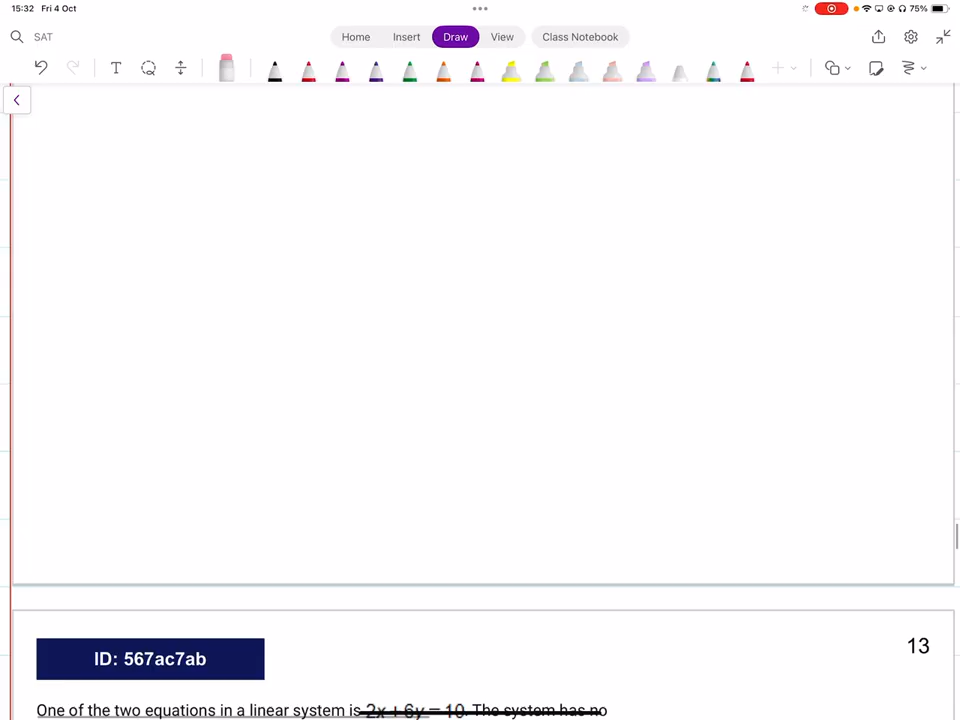 15:32 Fri 4 Oct
75%
SAT
Home Insert Draw View Class Notebook
T
13
ID: 567ac7ab
One of the two equations in a linear system is 2x + 6y = 10. The system has no